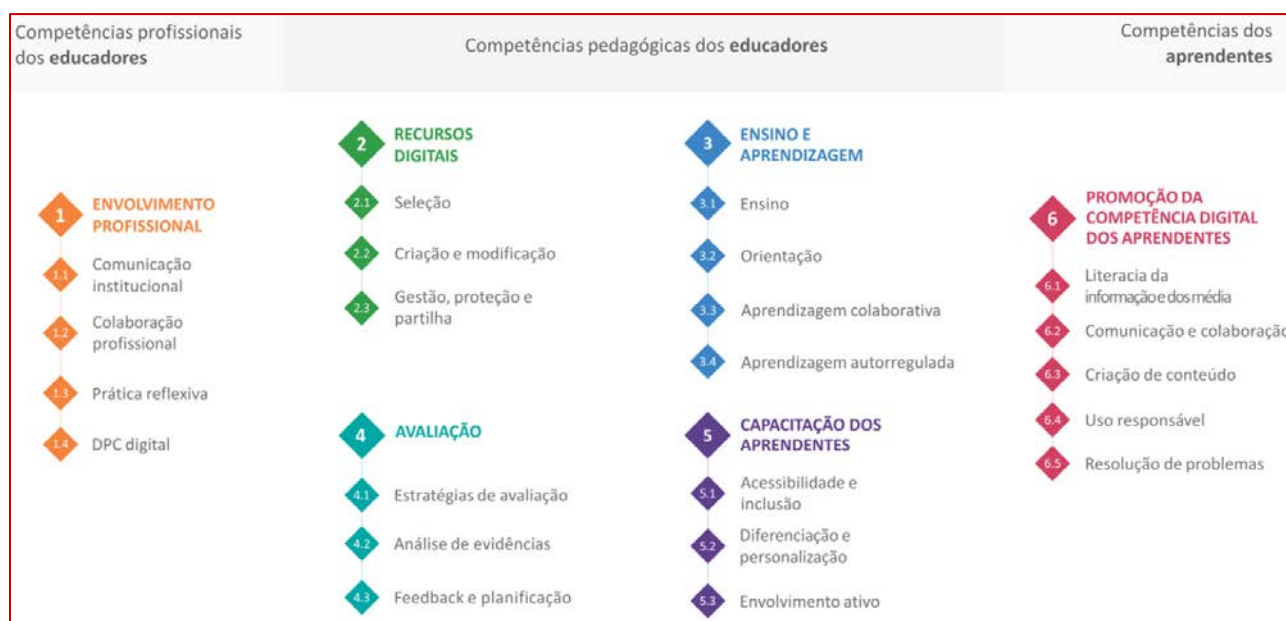 Competências profissionais
dos educadores
Competências pedagógicas dos educadores
Competências dos
aprendentes
1
ENVOLVIMENTO
PROFISSIONAL
1.1
Comunicação
institucional
1.2
Colaboração
profissional
1.3
Prática reflexiva
1.4
DPC digital
2
RECURSOS
DIGITAIS
2.1
Seleção
2.2
Criação e modificação
2.3
Gestão, proteção e
partilha
3
ENSINO E
APRENDIZAGEM
3.1
Ensino
3.2
Orientação
3.3
Aprendizagem colaborativa
3.4
Aprendizagem autorregulada
4
AVALIAÇÃO
4.1
Estratégias de avaliação
4.2
Análise de evidências
4.3
Feedback e planificação
5
CAPACITAÇÃO DOS
APRENDENTES
5.1
Acessibilidade e
inclusão
5.2
Diferenciação e
personalização
5.3
Envolvimento ativo
6
PROMOÇÃO DA
COMPETÊNCIA DIGITAL
DOS APRENDENTES
6.1
Literacia da
informação e dos média
6.2
Comunicação e colaboração
6.3
Criação de conteúdo
6.4
Uso responsável
6.5
Resolução de problemas